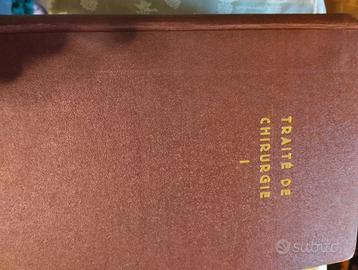 TRAITÉ DE
CHIRURGIE
I
subito